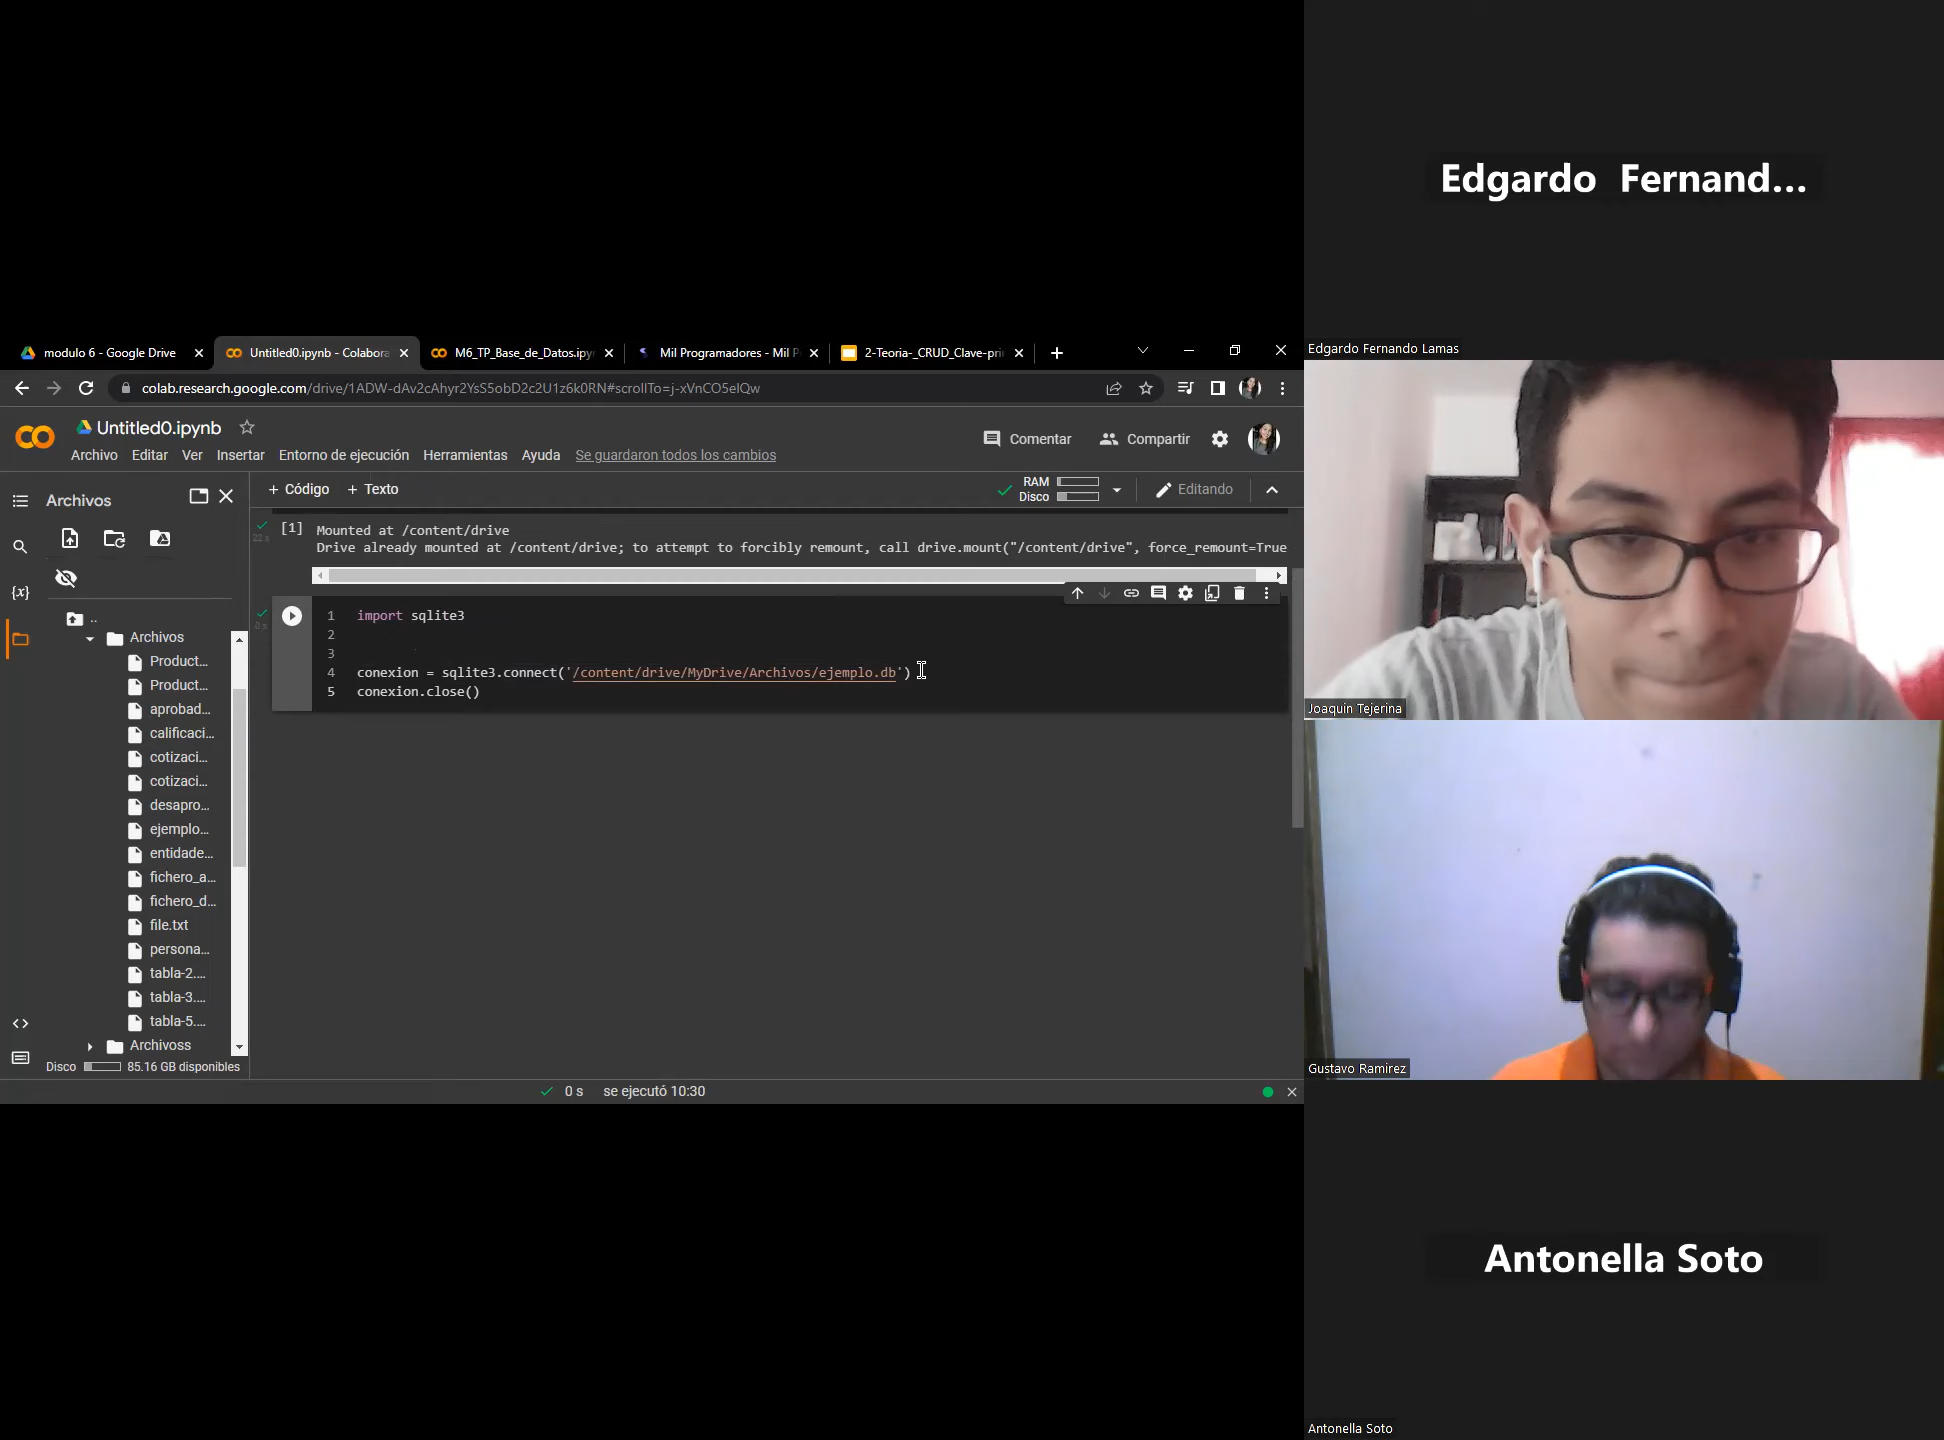 modulo 6 - Google Drive
Untitled0.ipynb - Colabora
M6_TP_Base_de_Datos.ipyn
Mil Programadores - Mil P
2-Teoria-_CRUD_Clave-pri
colab.research.google.com/drive/1ADW-dAv2cAhyr2YsS5obD2c2U1z6k0RN#scrollTo=j-xVnCO5elQw
Untitled0.ipynb
Comentar
Compartir
Archivo Editar Ver Insertar Entorno de ejecución Herramientas Ayuda Se guardaron todos los cambios
Archivos
+ Código + Texto
RAM
Disco
Editando
22 s
[1] Mounted at /content/drive
Drive already mounted at /content/drive; to attempt to forcibly remount, call drive.mount("/content/drive", force_remount=True
{x}
0 s
1 import sqlite3
2
3
4 conexion = sqlite3.connect('/content/drive/MyDrive/Archivos/ejemplo.db')
5 conexion.close()
..
Archivos
Product...
Product...
aprobad...
calificaci...
cotizaci...
cotizaci...
desapro...
ejemplo...
entidade...
fichero_a...
fichero_d...
file.txt
persona...
tabla-2....
tabla-3....
tabla-5....
Archivoss
Disco 85.16 GB disponibles
0 s se ejecutó 10:30
Edgardo Fernand...
Edgardo Fernando Lamas
Joaquin Tejerina
Gustavo Ramirez
Antonella Soto
Antonella Soto